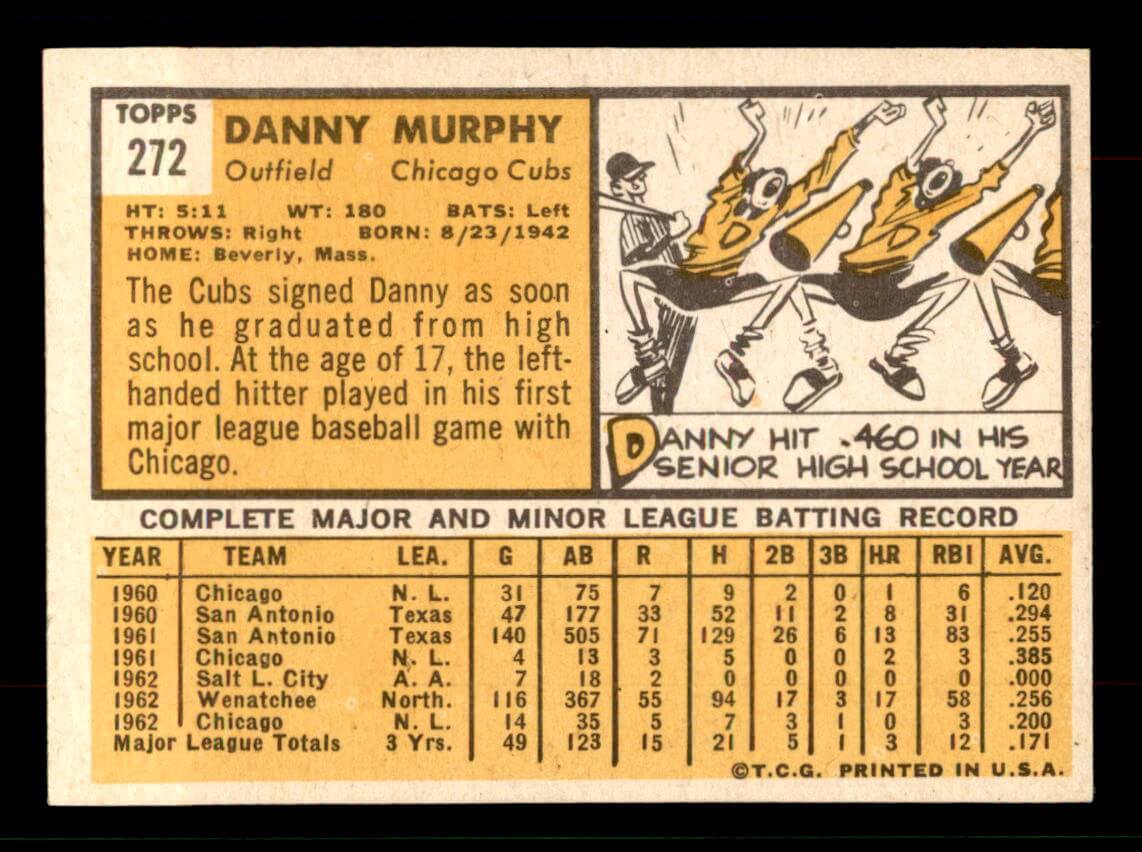 TOPPS
272
DANNY MURPHY
Outfield Chicago Cubs
HT: 5:11 WT: 180 BATS: Left
THROWS: Right BORN: 8/23/1942
HOME: Beverly, Mass.
The Cubs signed Danny as soon
as he graduated from high
school. At the age of 17, the left-
handed hitter played in his first
major league baseball game with
Chicago.
D D
DANNY HIT .460 IN HIS
SENIOR HIGH SCHOOL YEAR
COMPLETE MAJOR AND MINOR LEAGUE BATTING RECORD
YEAR TEAM LEA. G AB R H 2B 3B HR RBI AVG.
1960 Chicago N. L. 31 75 7 9 2 0 1 6 .120
1960 San Antonio Texas 47 177 33 52 11 2 8 31 .294
1961 San Antonio Texas 140 505 71 129 26 6 13 83 .255
1961 Chicago N. L. 4 13 3 5 0 0 2 3 .385
1962 Salt L. City A. A. 7 18 2 0 0 0 0 0 .000
1962 Wenatchee North. 116 367 55 94 17 3 17 58 .256
1962 Chicago N. L. 14 35 5 7 3 1 0 3 .200
Major League Totals 3 Yrs. 49 123 15 21 5 1 3 12 .171
©T.C.G. PRINTED IN U.S.A.